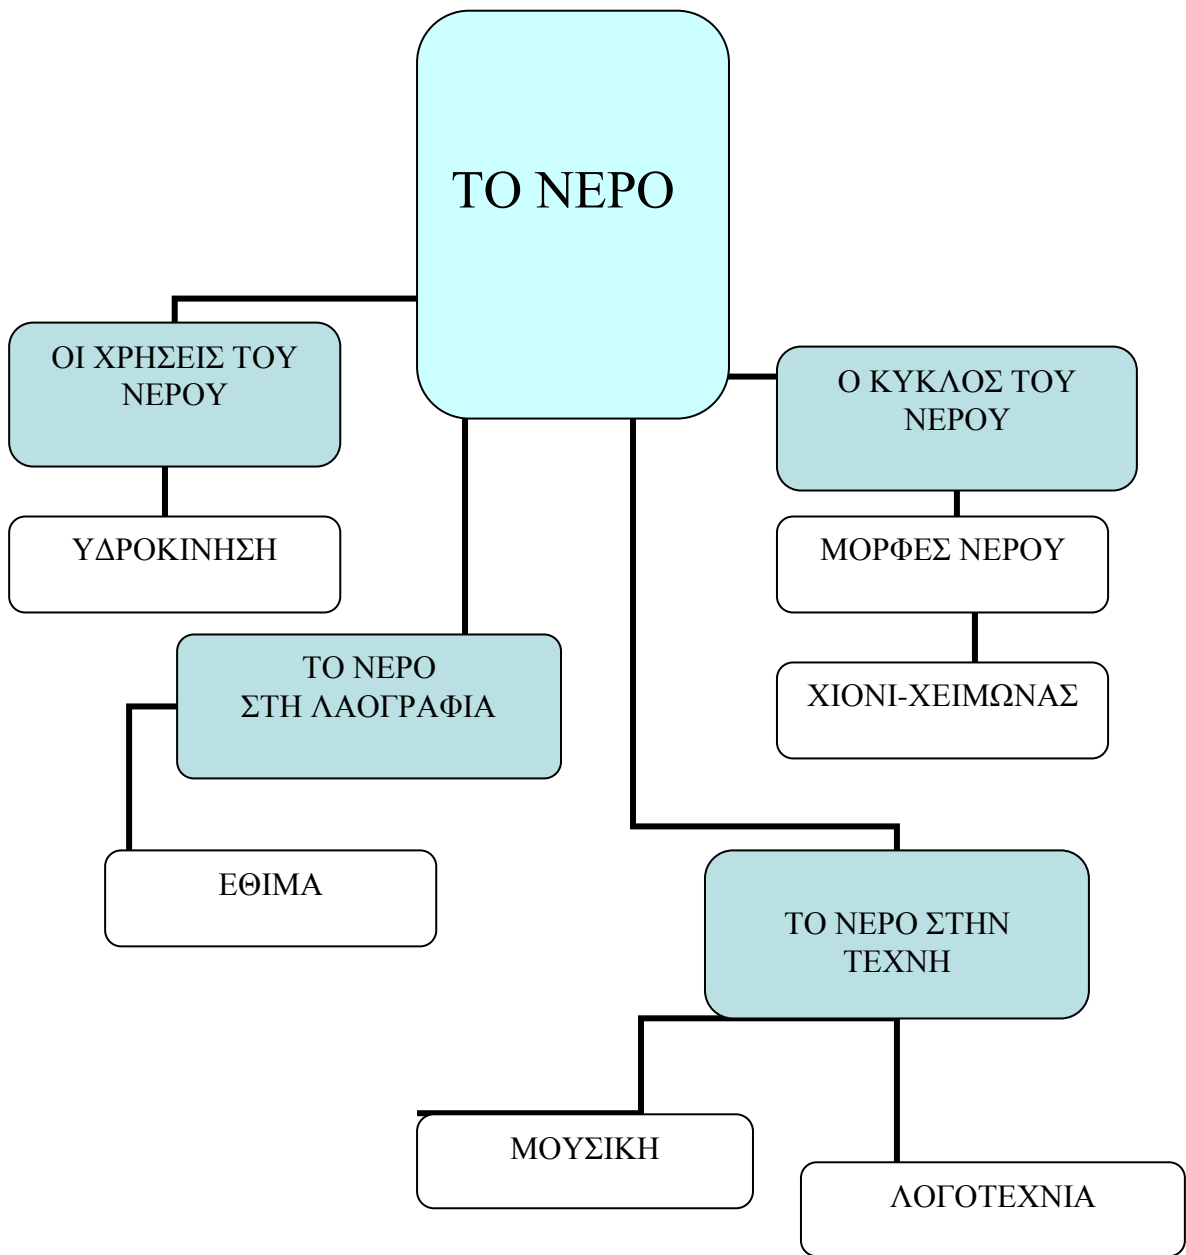 ΤΟ ΝΕΡΟ
ΟΙ ΧΡΗΣΕΙΣ ΤΟΥ
ΝΕΡΟΥ
Ο ΚΥΚΛΟΣ ΤΟΥ
ΝΕΡΟΥ
ΥΔΡΟΚΙΝΗΣΗ
ΜΟΡΦΕΣ ΝΕΡΟΥ
ΤΟ ΝΕΡΟ
ΣΤΗ ΛΑΟΓΡΑΦΙΑ
ΧΙΟΝΙ-ΧΕΙΜΩΝΑΣ
ΕΘΙΜΑ
ΤΟ ΝΕΡΟ ΣΤΗΝ
ΤΕΧΝΗ
ΜΟΥΣΙΚΗ
ΛΟΓΟΤΕΧΝΙΑ